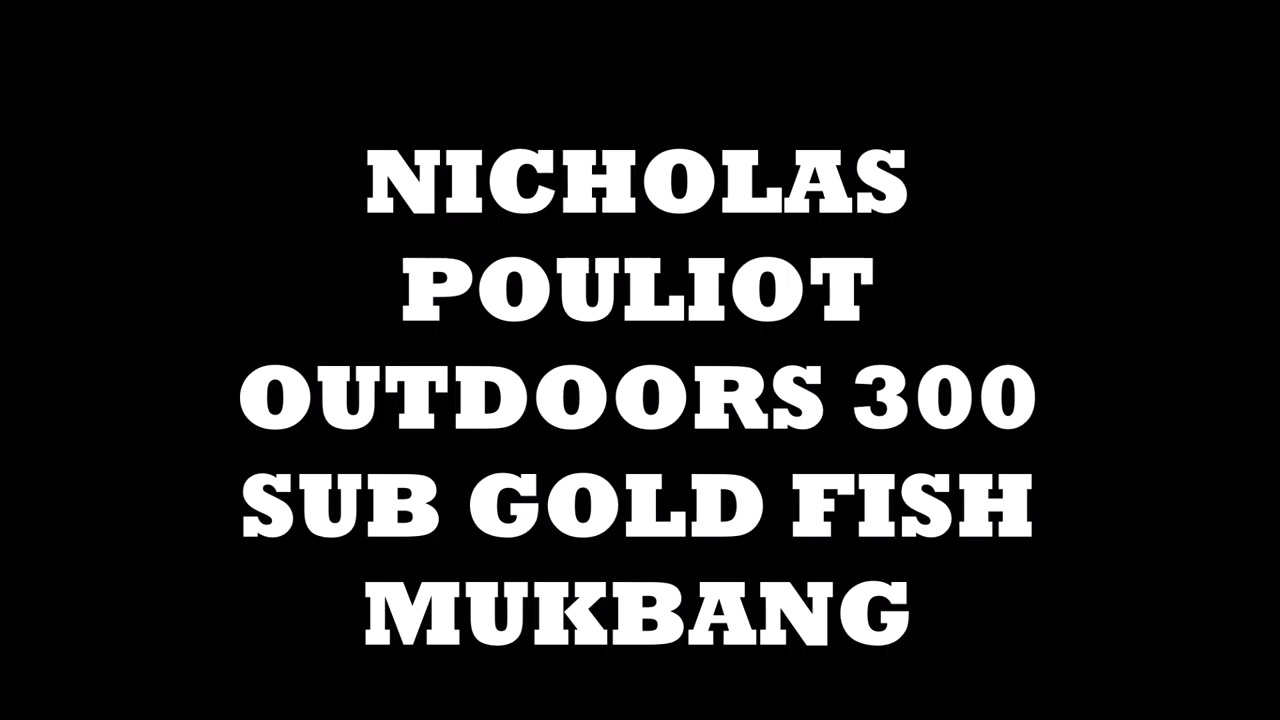 NICHOLAS
POULIOT
OUTDOORS 300
SUB GOLD FISH
MUKBANG